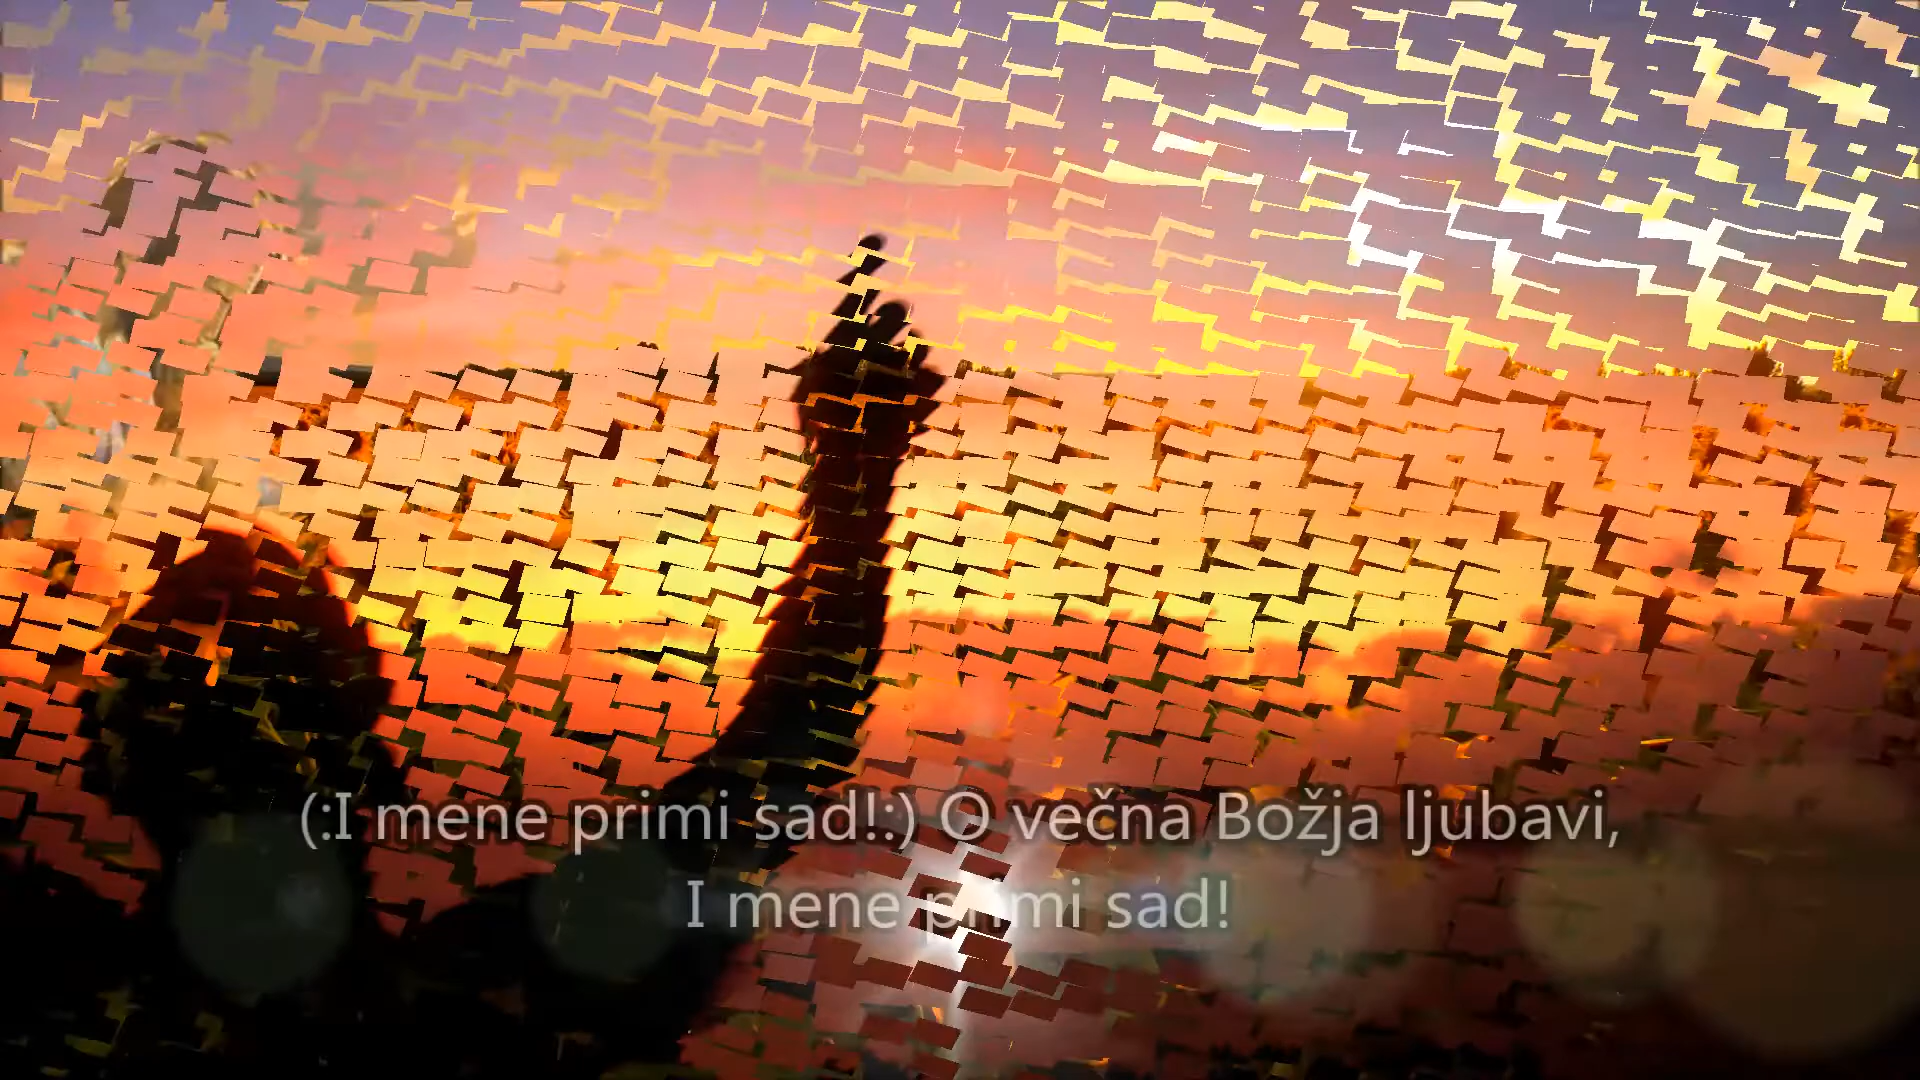 (:I mene primi sad!:) O večna Božja ljubavi,
I mene primi sad!